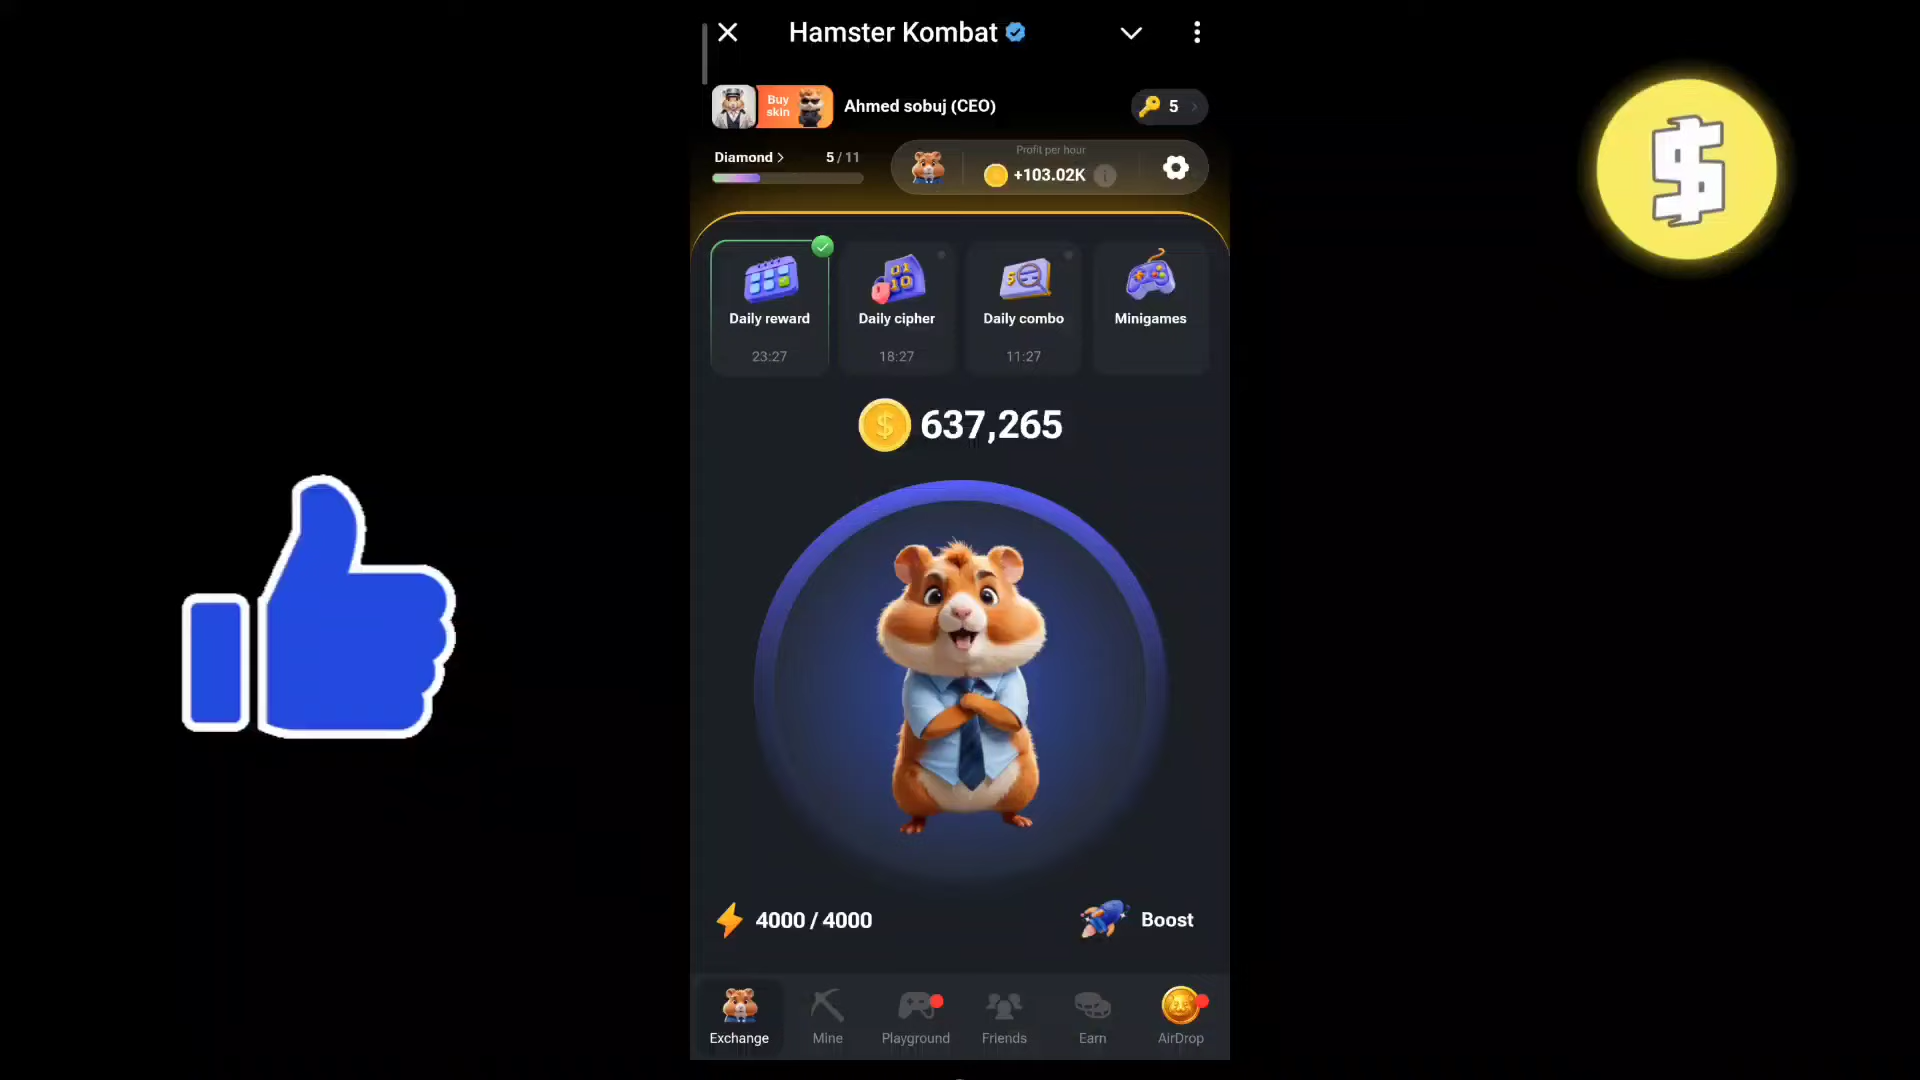 Hamster Kombat
Buy
skin
Ahmed sobuj (CEO)
5
Diamond
5 / 11
Profit per hour
+103.02K
Daily reward
23:27
Daily cipher
18:27
Daily combo
11:27
Minigames
637,265
4000 / 4000
Boost
Exchange
Mine
Playground
Friends
Earn
AirDrop